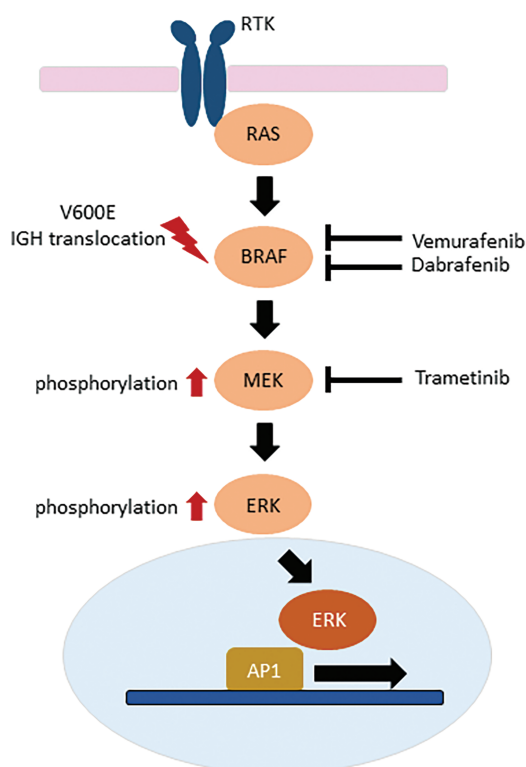 RTK
RAS
V600E
IGH translocation
BRAF
Vemurafenib
Dabrafenib
phosphorylation
MEK
Trametinib
phosphorylation
ERK
ERK
AP1